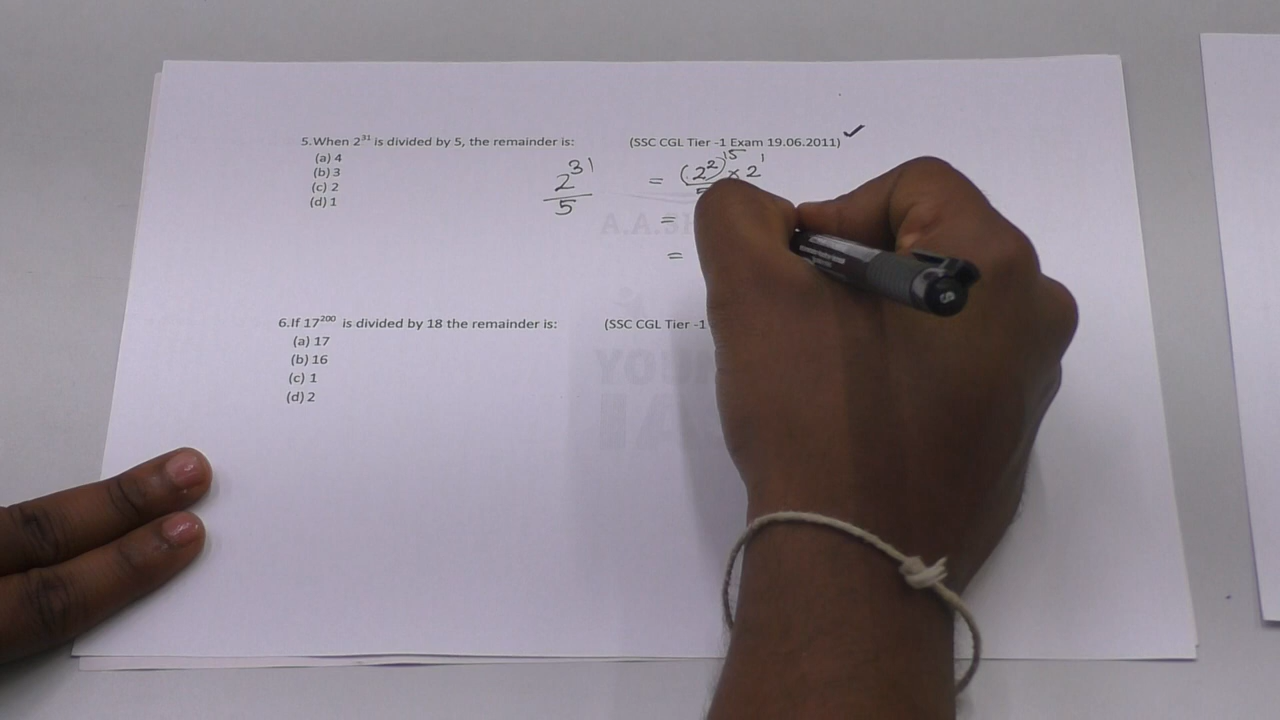 5.When 2³¹ is divided by 5, the remainder is: (SSC CGL Tier -1 Exam 19.06.2011) ✓
(a) 4
(b) 3
(c) 2
(d) 1
2³¹/5 = (2²)¹⁵ × 2¹
=
=
6.If 17²⁰⁰ is divided by 18 the remainder is: (SSC CGL Tier -1
(a) 17
(b) 16
(c) 1
(d) 2